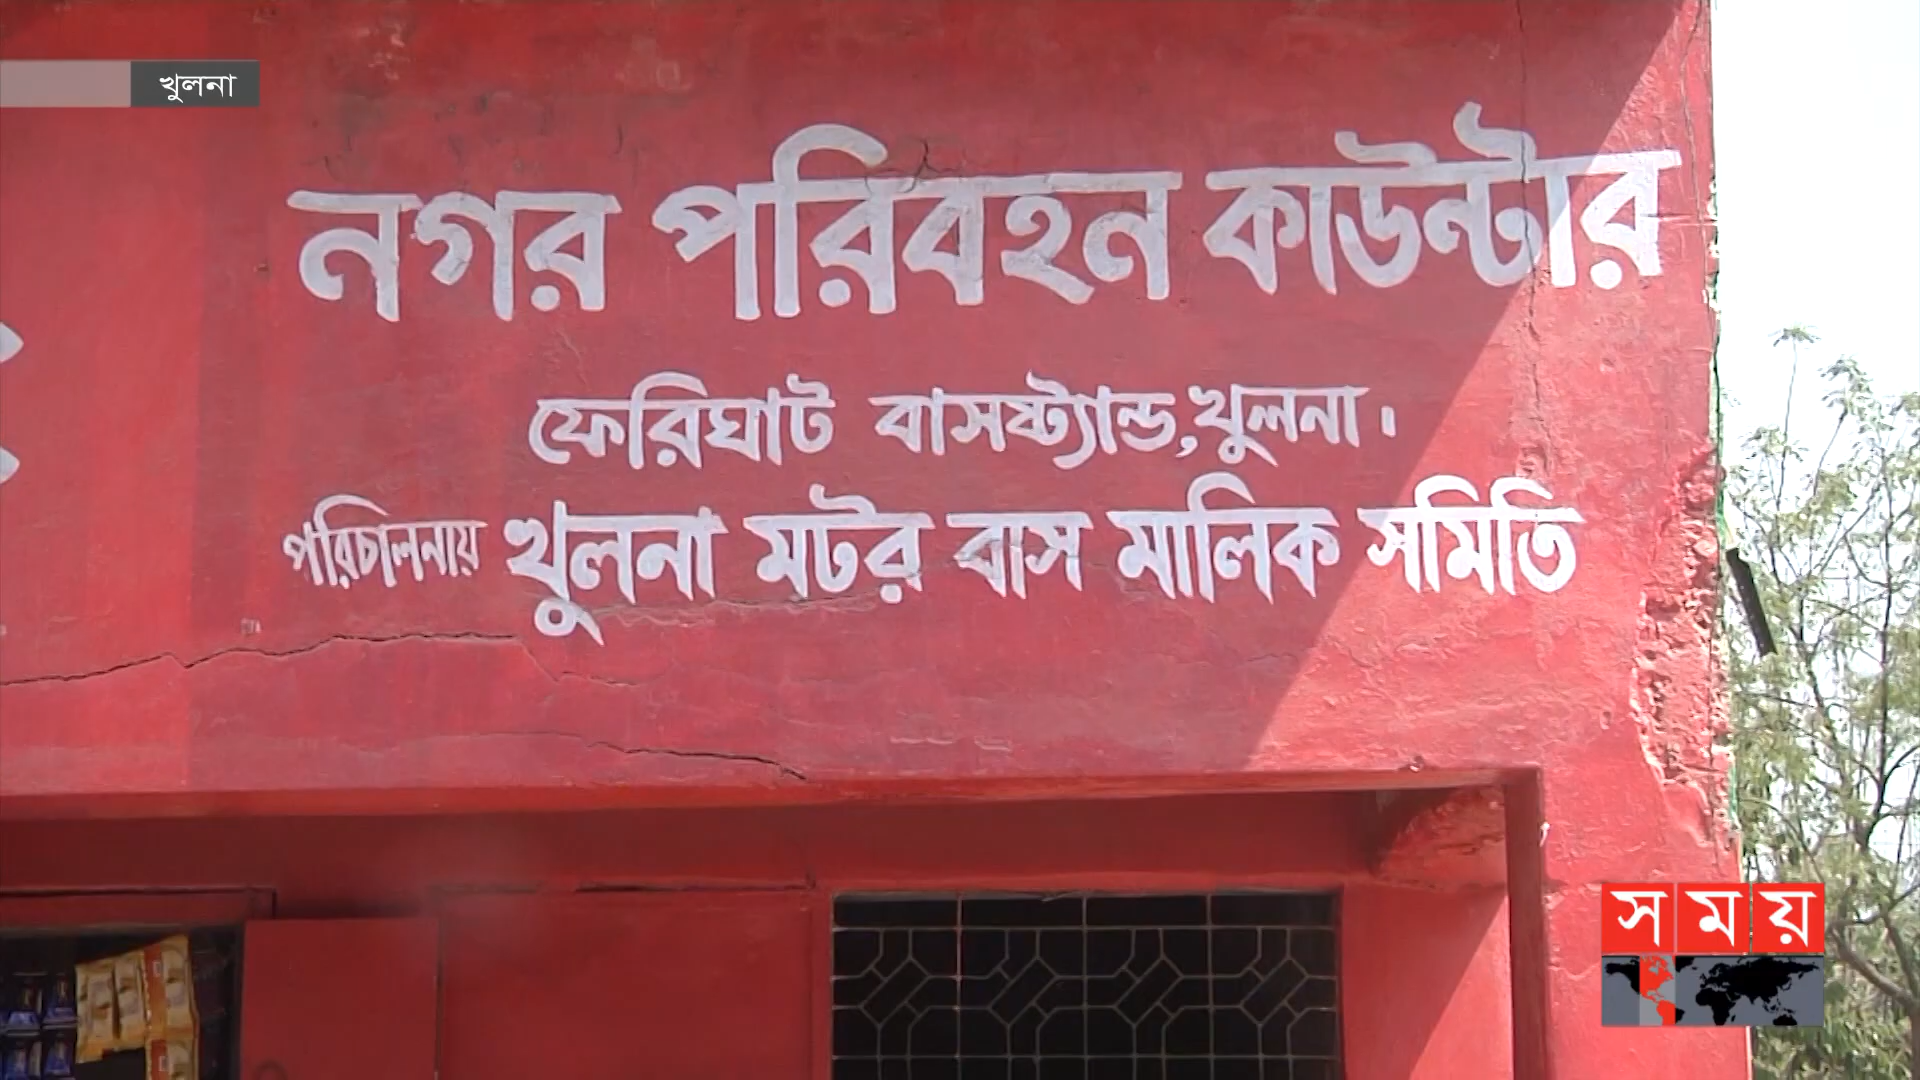 খুলনা
নগর পরিবহন কাউন্টার
ফেরিঘাট বাসষ্ট্যান্ড,খুলনা।
পরিচালনায় খুলনা মটর বাস মালিক সমিতি
সময়